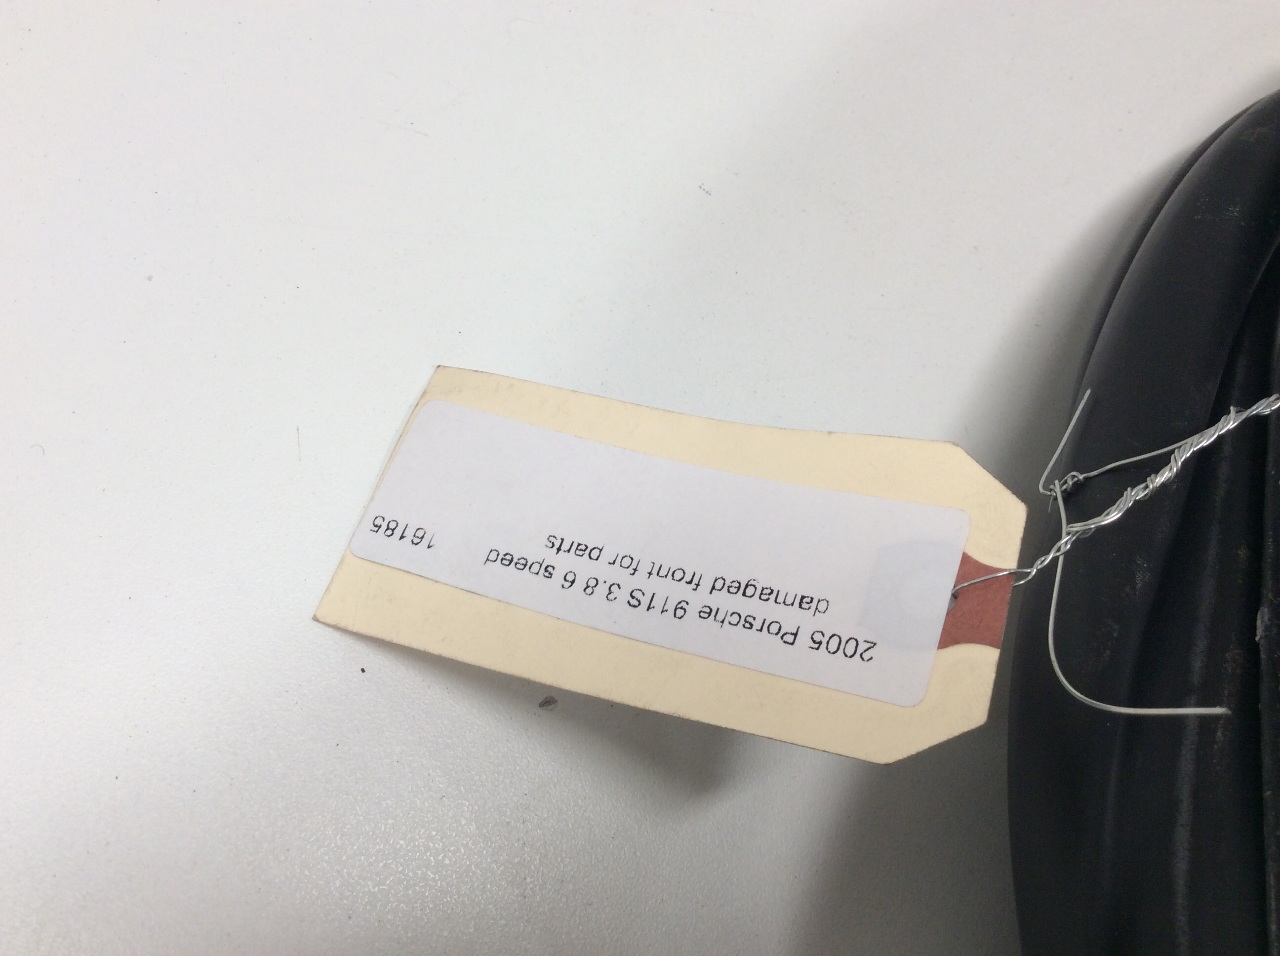 2005 Porsche 911S 3.8 6 speed
damaged front for parts
16185